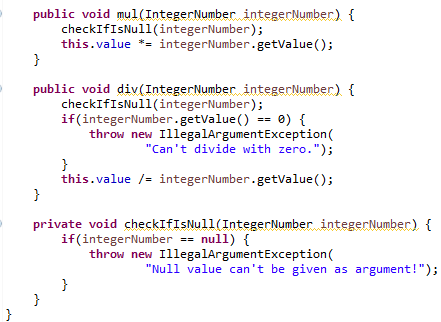 public void mul(IntegerNumber integerNumber) {
checkIfIsNull(integerNumber);
this.value *= integerNumber.getValue();
}
public void div(IntegerNumber integerNumber) {
checkIfIsNull(integerNumber);
if(integerNumber.getValue() == 0) {
throw new IllegalArgumentException(
"Can't divide with zero.");
}
this.value /= integerNumber.getValue();
}
private void checkIfIsNull(IntegerNumber integerNumber) {
if(integerNumber == null) {
throw new IllegalArgumentException(
"Null value can't be given as argument!");
}
}
}